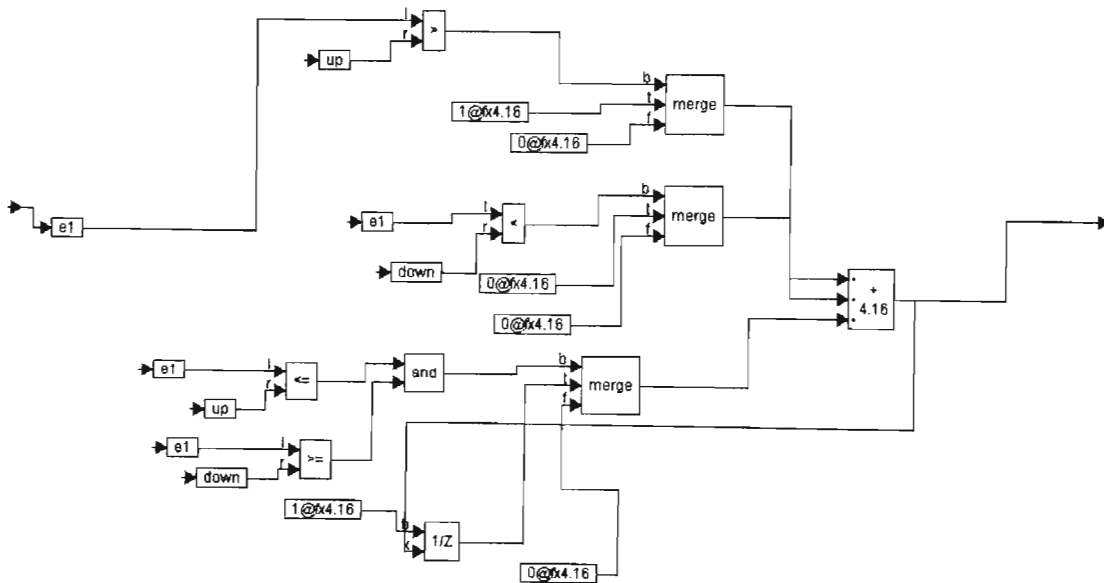 l
r
>
up
b
merge
1@fx4.16
t
0@fx4.16
f
e1
b
merge
e1
l
r
<
t
f
down
0@fx4.16
0@fx4.16
+
4.16
e1
l
r
<=
up
and
b
t
f
merge
e1
l
r
>=
down
1@fx4.16
b
x
1/Z
0@fx4.16